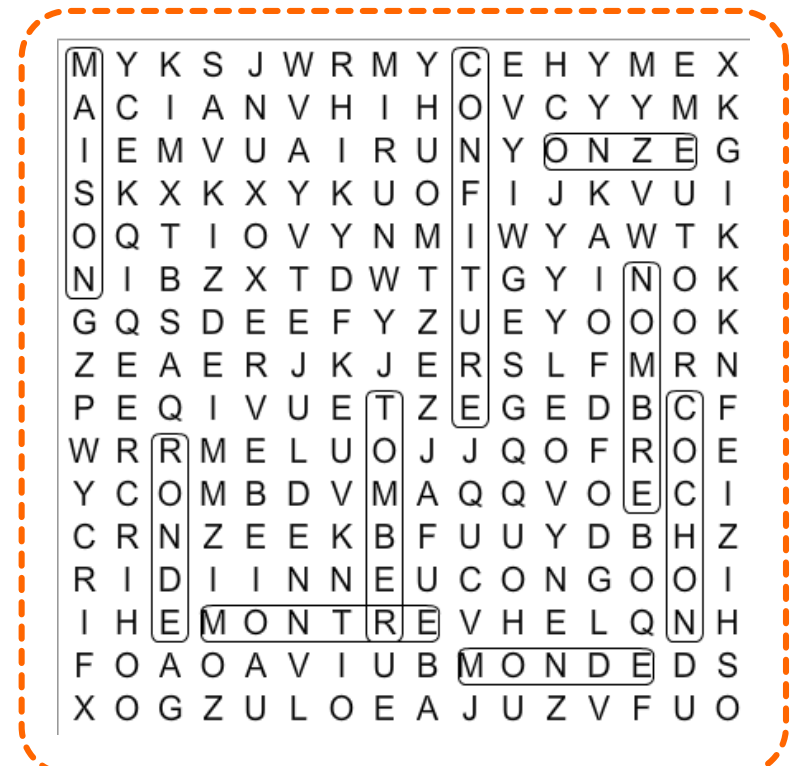 M Y K S J W R M Y C E H Y M E X
A C I A N V H I H O V C Y Y M K
I E M V U A I R U N Y O N Z E G
S K X K X Y K U O F I J K V U I
O Q T I O V Y N M I W Y A W T K
N I B Z X T D W T T G Y I N O K
G Q S D E E F Y Z U E Y O O O K
Z E A E R J K J E R S L F M R N
P E Q I V U E T Z E G E D B C F
W R R M E L U O J J Q O F R O E
Y C O M B D V M A Q Q V O E C I
C R N Z E E K B F U U Y D B H Z
R I D I I N N E U C O N G O O I
I H E M O N T R E V H E L Q N H
F O A O A V I U B M O N D E D S
X O G Z U L O E A J U Z V F U O